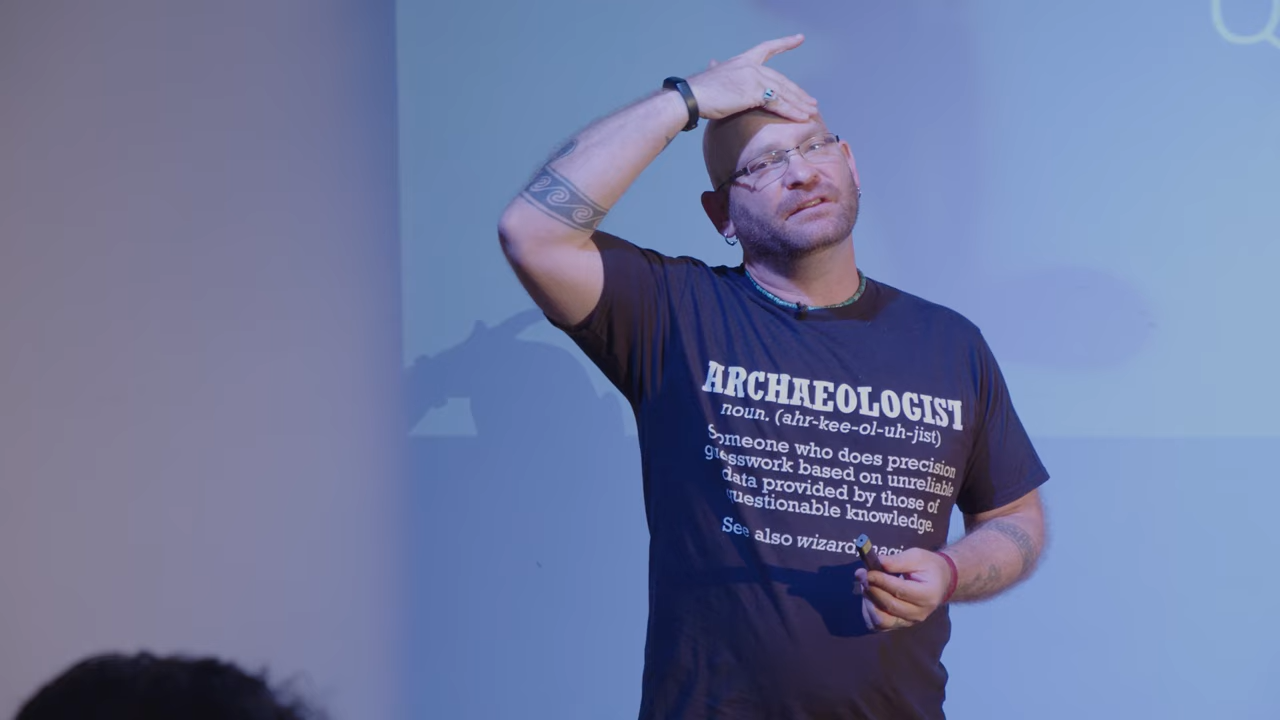 Q
ARCHAEOLOGIST
noun. (ahr-kee-ol-uh-jist)
Someone who does precision
guesswork based on unreliable
data provided by those of
questionable knowledge.
See also wizard,